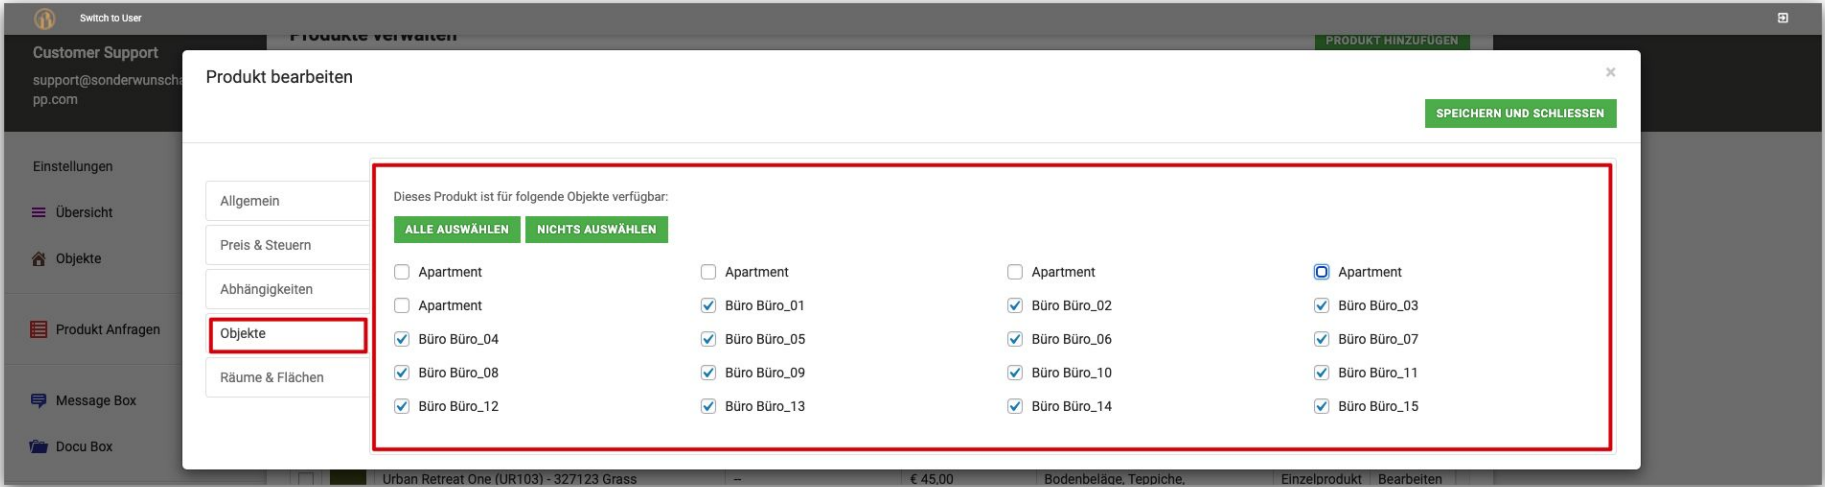 Switch to User
Produkte verwalten
PRODUKT HINZUFÜGEN
Customer Support
support@sonderwunscha
pp.com
Produkt bearbeiten
×
SPEICHERN UND SCHLIESSEN
Einstellungen
Übersicht
Objekte
Produkt Anfragen
Message Box
Docu Box
Allgemein
Preis & Steuern
Abhängigkeiten
Objekte
Räume & Flächen
Dieses Produkt ist für folgende Objekte verfügbar:
ALLE AUSWÄHLEN NICHTS AUSWÄHLEN
Apartment Apartment Apartment Apartment
Apartment Büro Büro_01 Büro Büro_02 Büro Büro_03
Büro Büro_04 Büro Büro_05 Büro Büro_06 Büro Büro_07
Büro Büro_08 Büro Büro_09 Büro Büro_10 Büro Büro_11
Büro Büro_12 Büro Büro_13 Büro Büro_14 Büro Büro_15
Urban Retreat One (UR103) - 327123 Grass -- € 45,00 Bodenbeläge, Teppiche, Einzelprodukt Bearbeiten